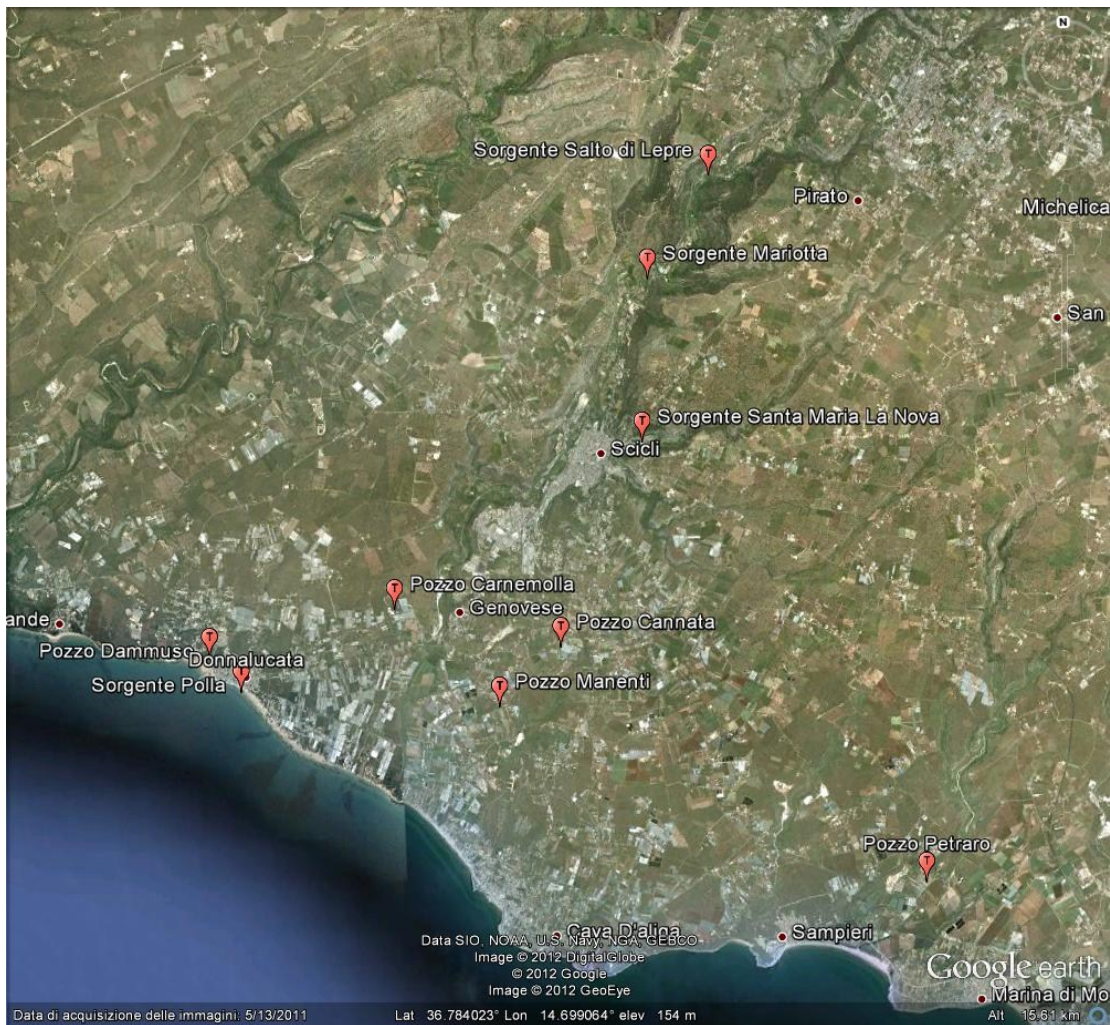 N
Sorgente Salto di Lepre
T
Pirato
Michelica
Sorgente Mariotta
T
San
Sorgente Santa Maria La Nova
T
Scicli
Pozzo Carnemolla
T
Genovese
ande
Pozzo Cannata
T
Pozzo Dammuso
T
Donnalucata
Sorgente Polla
T
Pozzo Manenti
T
Pozzo Petraro
T
Cava D'aliga
Sampieri
Data SIO, NOAA, U.S. Navy, NGA, GEBCO
Image © 2012 DigitalGlobe
© 2012 Google
Image © 2012 GeoEye
Google earth
Marina di Mo
Data di acquisizione delle immagini: 5/13/2011 Lat 36.784023° Lon 14.699064° elev 154 m Alt 15.61 km